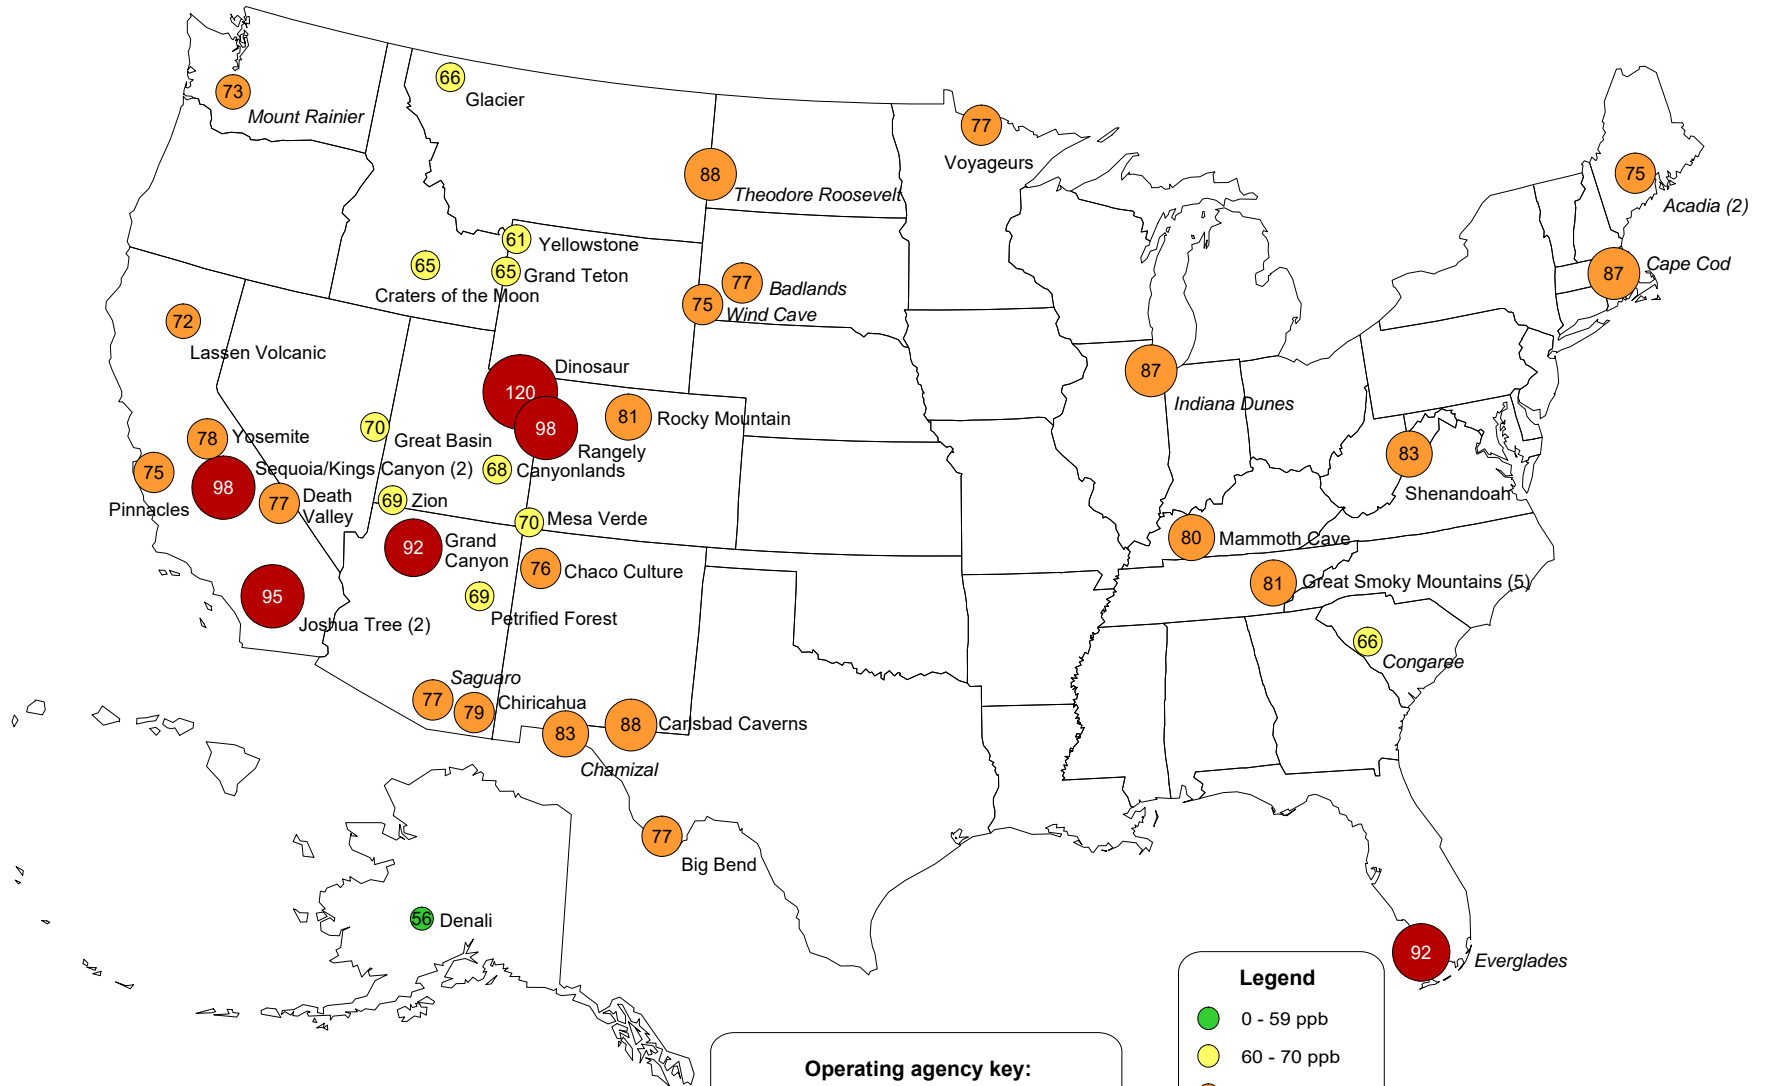 66
Glacier
73
Mount Rainier
77
Voyageurs
88
Theodore Roosevelt
75
Acadia (2)
61
Yellowstone
65
Craters of the Moon
65
Grand Teton
77
Badlands
75
Wind Cave
87
Cape Cod
72
Lassen Volcanic
120
Dinosaur
98
Rangely
81
Rocky Mountain
87
Indiana Dunes
70
Great Basin
78
Yosemite
75
Pinnacles
98
Sequoia/Kings Canyon (2)
77
Death
Valley
68
Canyonlands
69
Zion
70
Mesa Verde
83
Shenandoah
92
Grand
Canyon
76
Chaco Culture
80
Mammoth Cave
95
Joshua Tree (2)
69
Petrified Forest
81
Great Smoky Mountains (5)
66
Congaree
77
Saguaro
79
Chiricahua
83
Chamizal
88
Carlsbad Caverns
77
Big Bend
56
Denali
92
Everglades
Legend
0 - 59 ppb
60 - 70 ppb
Operating agency key: